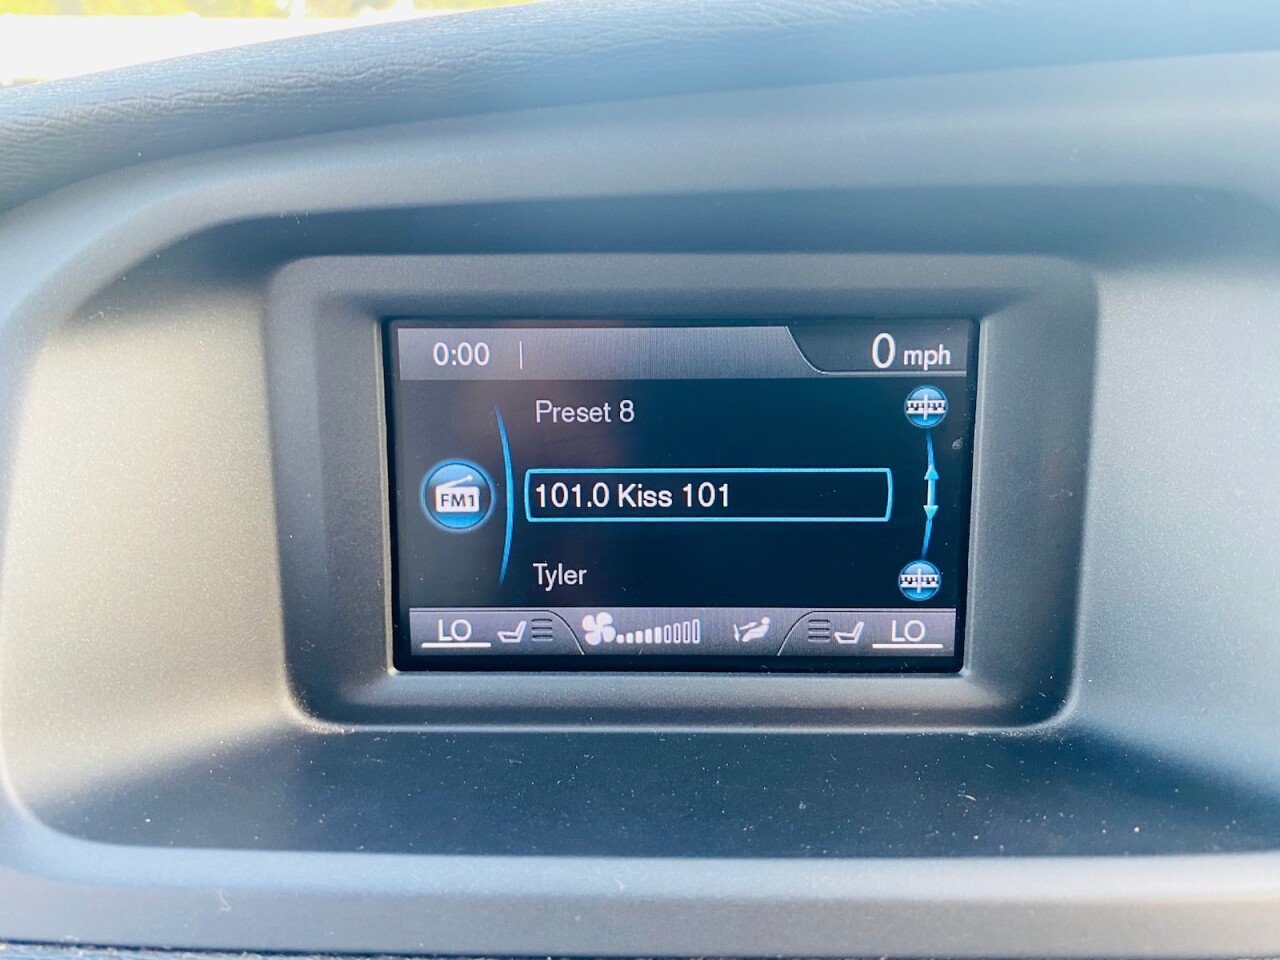 0:00
0 mph
Preset 8
FM1
101.0 Kiss 101
Tyler
LO
LO